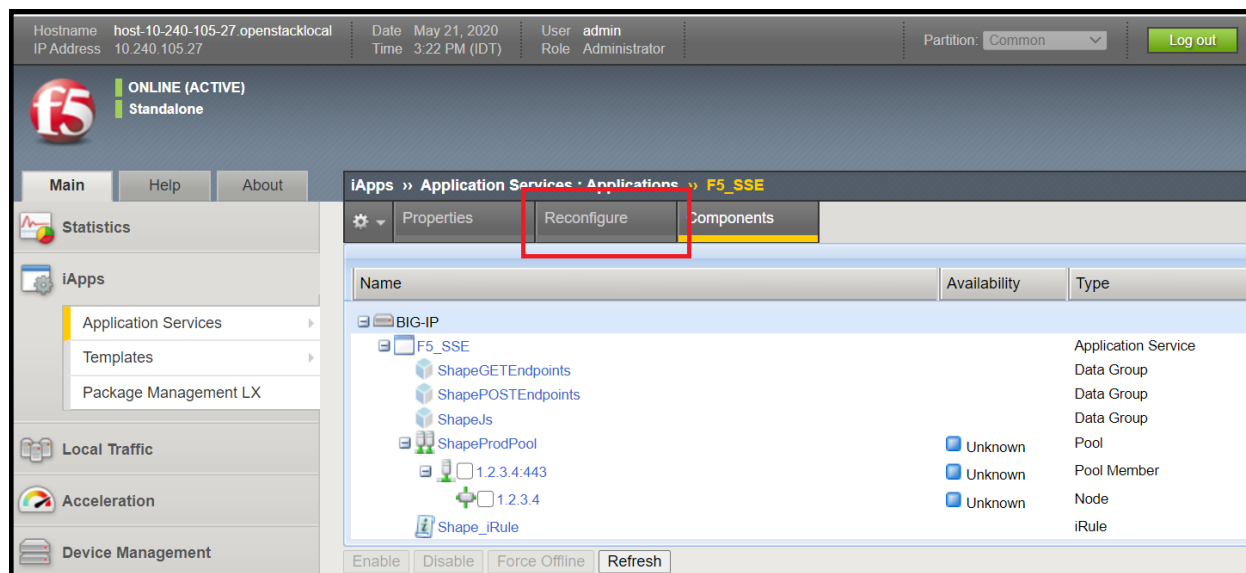 Hostname host-10-240-105-27.openstacklocal Date May 21, 2020 User admin
IP Address 10.240.105.27 Time 3:22 PM (IDT) Role Administrator
Partition: Common Log out
f5
ONLINE (ACTIVE)
Standalone
Main Help About
iApps ›› Application Services : Applications ›› F5_SSE
Properties Reconfigure Components
Statistics
iApps
Application Services
Templates
Package Management LX
Local Traffic
Acceleration
Device Management
Name Availability Type
BIG-IP
F5_SSE Application Service
ShapeGETEndpoints Data Group
ShapePOSTEndpoints Data Group
ShapeJs Data Group
ShapeProdPool Unknown Pool
1.2.3.4:443 Unknown Pool Member
1.2.3.4 Unknown Node
Shape_iRule iRule
Enable Disable Force Offline Refresh